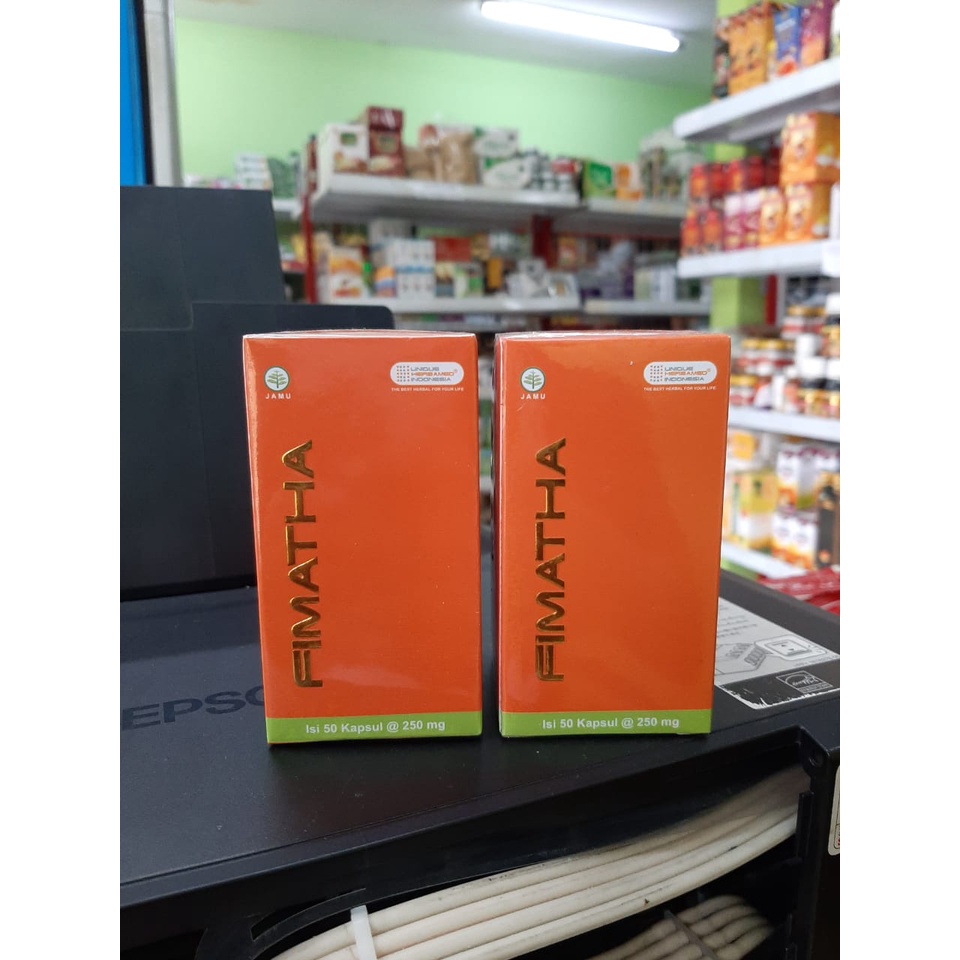 JAMU
UNIQUE
HERBAMED
INDONESIA
THE BEST HERBAL FOR YOUR LIFE
FIMATHA
Isi 50 Kapsul @ 250 mg
JAMU
UNIQUE
HERBAMED
INDONESIA
THE BEST HERBAL FOR YOUR LIFE
FIMATHA
Isi 50 Kapsul @ 250 mg
EPSO